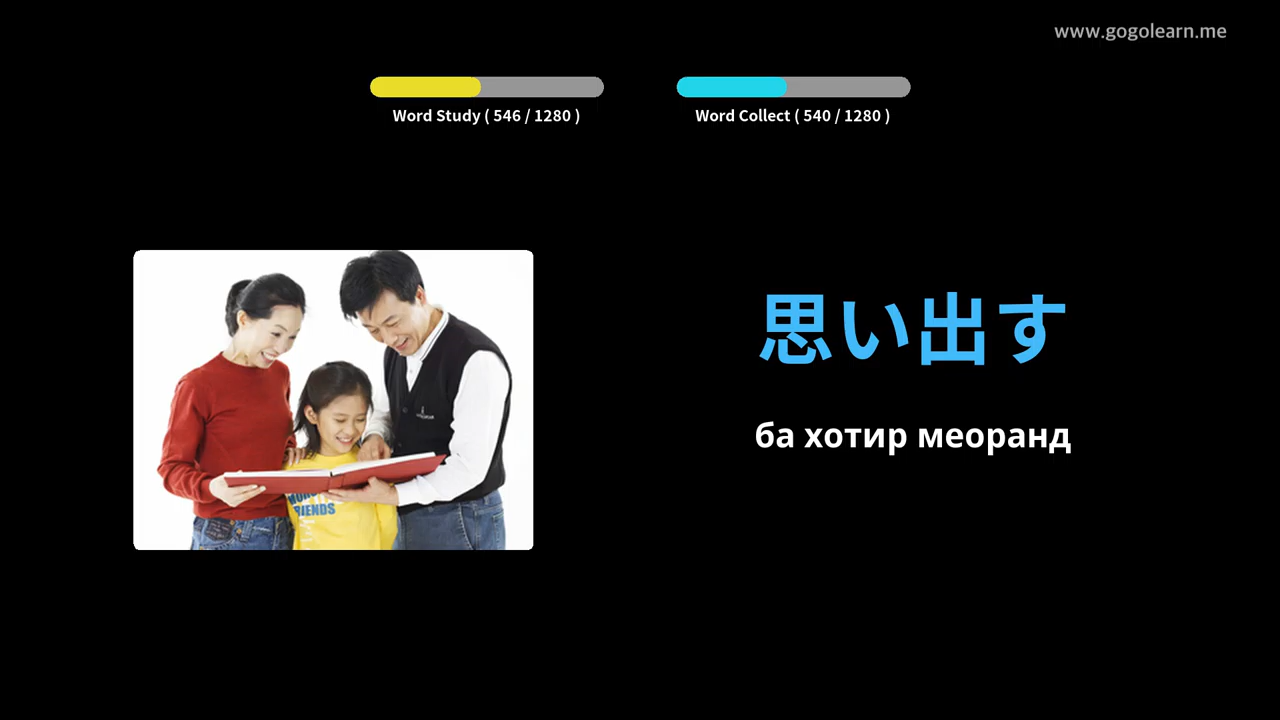 www.gogolearn.me
Word Study ( 546 / 1280 )
Word Collect ( 540 / 1280 )
思い出す
ба хотир меоранд